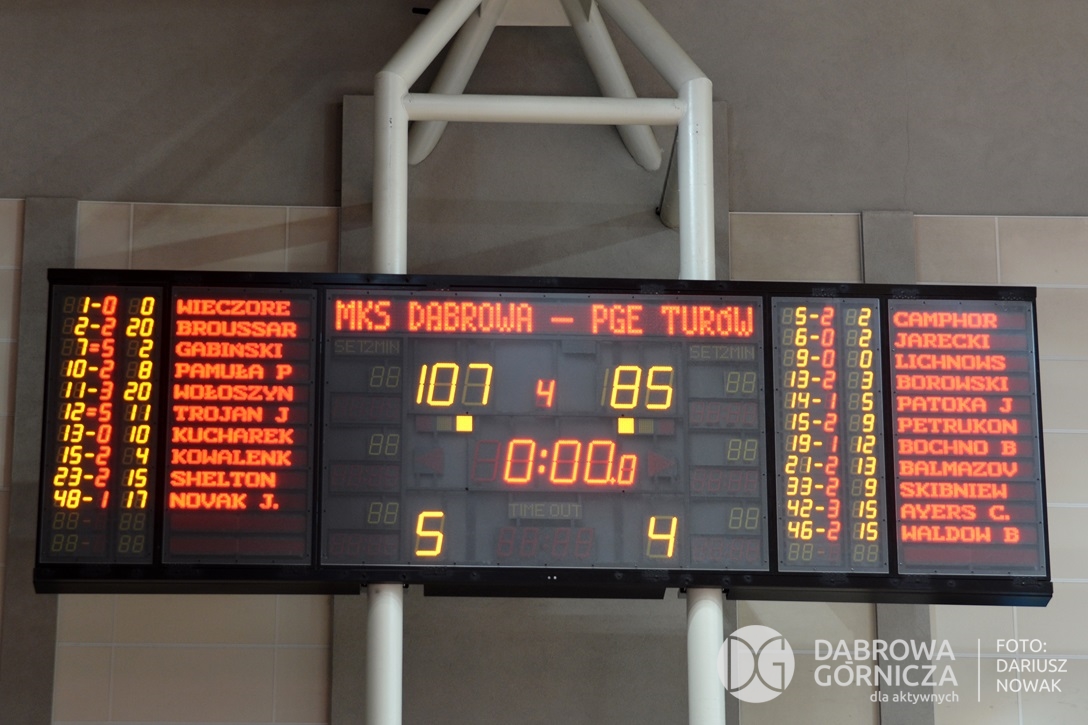 MKS DĄBROWA – PGE TURÓW
1-0 0 WIECZORE
2-2 20 BROUSSAR
7=5 2 GABIŃSKI
10-2 8 PAMUŁA P
11-3 20 WOŁOSZYN
12=5 11 TROJAN J
13-0 10 KUCHAREK
15-2 4 KOWALENK
23-2 15 SHELTON
48-1 17 NOVAK J.
SET2MIN
SET2MIN
107 4 85
0:00.0
TIME OUT
5 4
5-2 2 CAMPHOR
6-0 2 JARECKI
9-0 0 LICHNOWS
13-2 3 BOROWSKI
14-1 5 PATOKA J
15-2 9 PETRUKON
19-1 12 BOCHNO B
21-2 13 BALMAZOV
33-2 9 SKIBNIEW
42-3 15 AYERS C.
46-2 15 WALDOW B
DG
DĄBROWA
GÓRNICZA
dla aktywnych
FOTO:
DARIUSZ
NOWAK